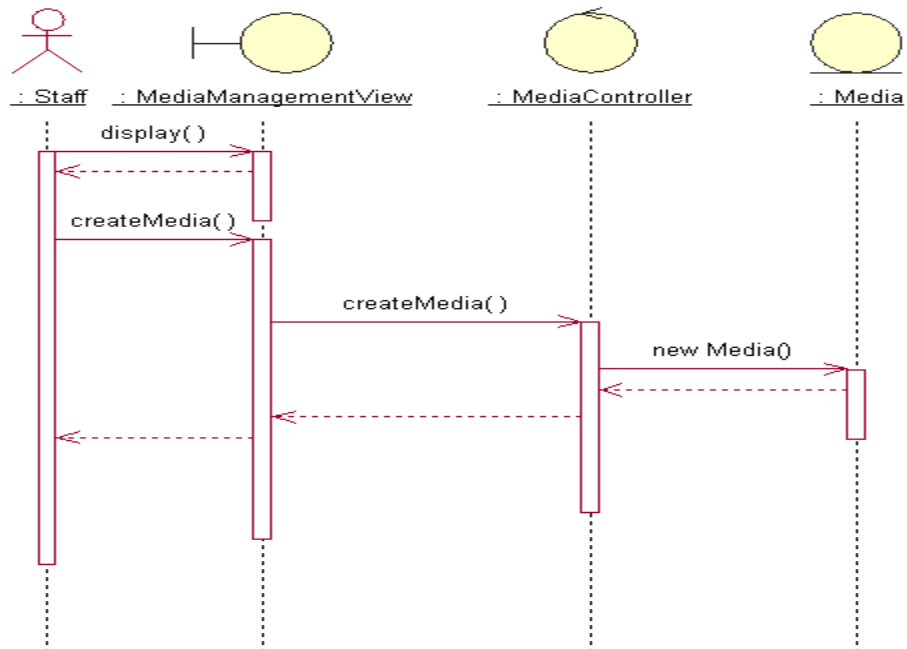 : Staff
: MediaManagementView
: MediaController
: Media
display( )
createMedia( )
createMedia( )
new Media()